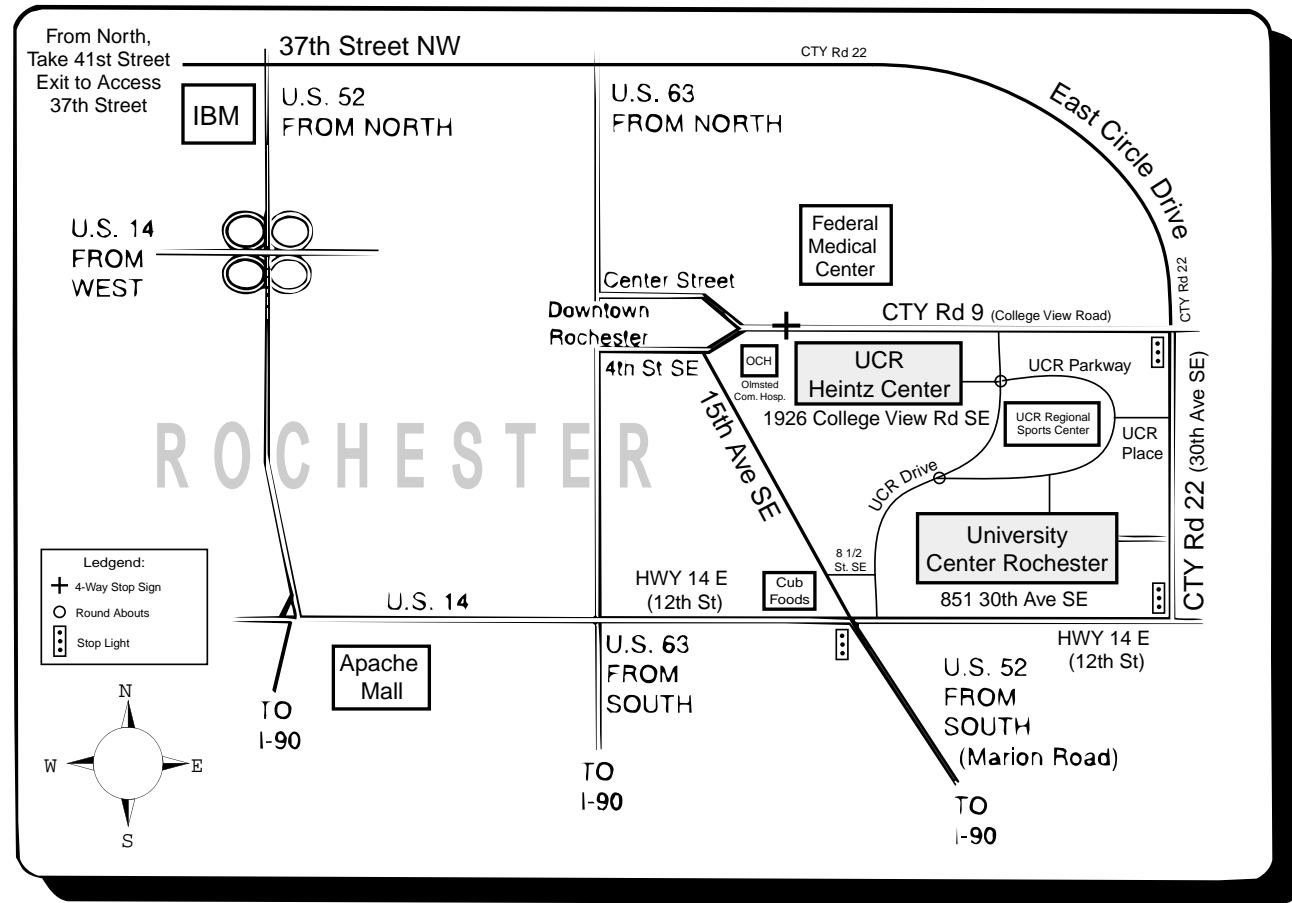 From North,
Take 41st Street
Exit to Access
37th Street
37th Street NW
CTY Rd 22
IBM
U.S. 52
FROM NORTH
U.S. 63
FROM NORTH
East Circle Drive
CTY Rd 22
U.S. 14
FROM
WEST
Federal
Medical
Center
Center Street
Downtown
Rochester
4th St SE
CTY Rd 9 (College View Road)
OCH
Olmsted
Com. Hosp.
UCR
Heintz Center
1926 College View Rd SE
UCR Parkway
UCR Regional
Sports Center
UCR
Place
15th Ave SE
UCR Drive
CTY Rd 22 (30th Ave SE)
ROCHESTER
University
Center Rochester
851 30th Ave SE
8 1/2
St. SE
Cub
Foods
HWY 14 E
(12th St)
U.S. 14
Ledgend:
4-Way Stop Sign
Round Abouts
Stop Light
Apache
Mall
U.S. 63
FROM
SOUTH
HWY 14 E
(12th St)
U.S. 52
FROM
SOUTH
(Marion Road)
TO
I-90
TO
I-90
TO
I-90
N
W
E
S